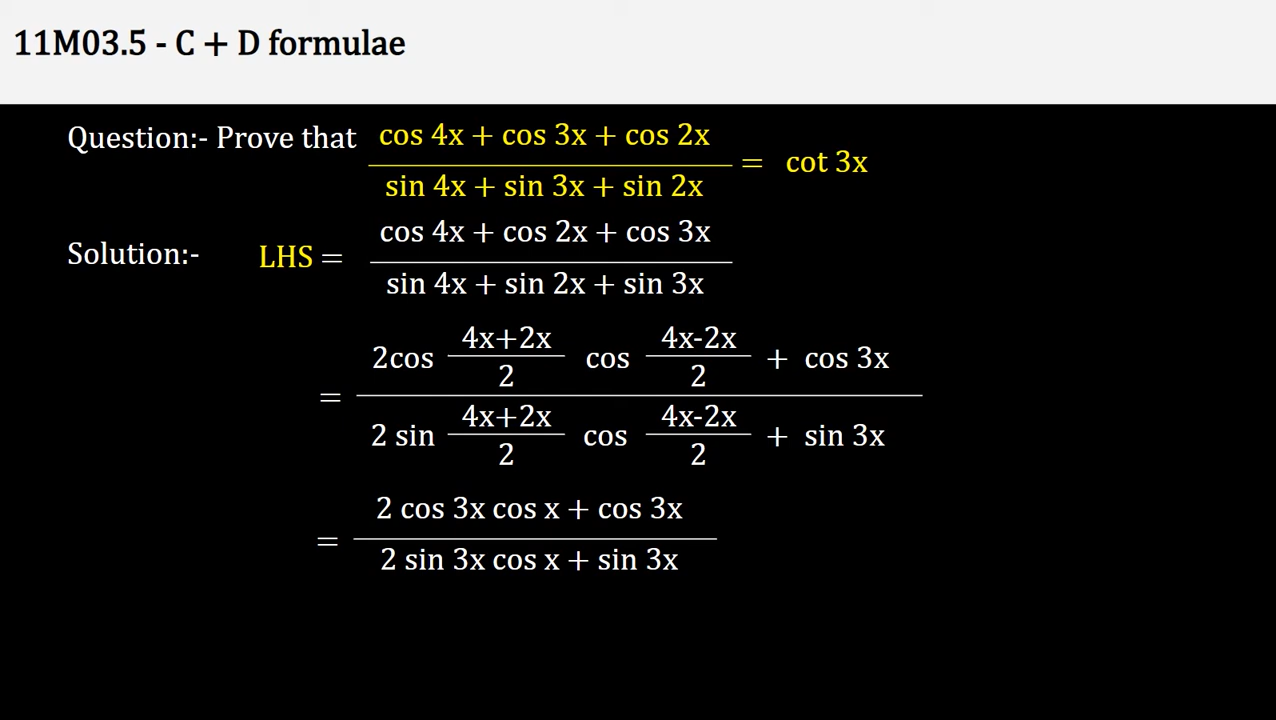 11M03.5 - C + D formulae
Question:- Prove that cos 4x + cos 3x + cos 2x
sin 4x + sin 3x + sin 2x
= cot 3x
Solution:- LHS =
cos 4x + cos 2x + cos 3x
sin 4x + sin 2x + sin 3x
=
2cos 4x+2x / 2 cos 4x-2x / 2 + cos 3x
2 sin 4x+2x / 2 cos 4x-2x / 2 + sin 3x
=
2 cos 3x cos x + cos 3x
2 sin 3x cos x + sin 3x